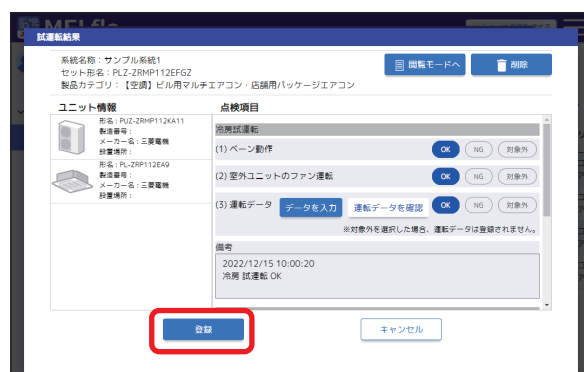 MELflo
試運転結果
系統名称：サンプル系統1
セット形名：PLZ-ZRMP112EFGZ
製品カテゴリ：【空調】ビル用マルチエアコン・店舗用パッケージエアコン
閲覧モードへ
削除
ユニット情報
点検項目
形名：PUZ-ZRMP112KA11
製造番号：
メーカー名：三菱電機
設置場所：
形名：PL-ZRP112EA9
製造番号：
メーカー名：三菱電機
設置場所：
冷房試運転
(1) ベーン動作 OK NG 対象外
(2) 室外ユニットのファン運転 OK NG 対象外
(3) 運転データ データを入力 運転データを確認 OK NG 対象外
※対象外を選択した場合、運転データは登録されません。
備考
2022/12/15 10:00:20
冷房 試運転 OK
登録
キャンセル